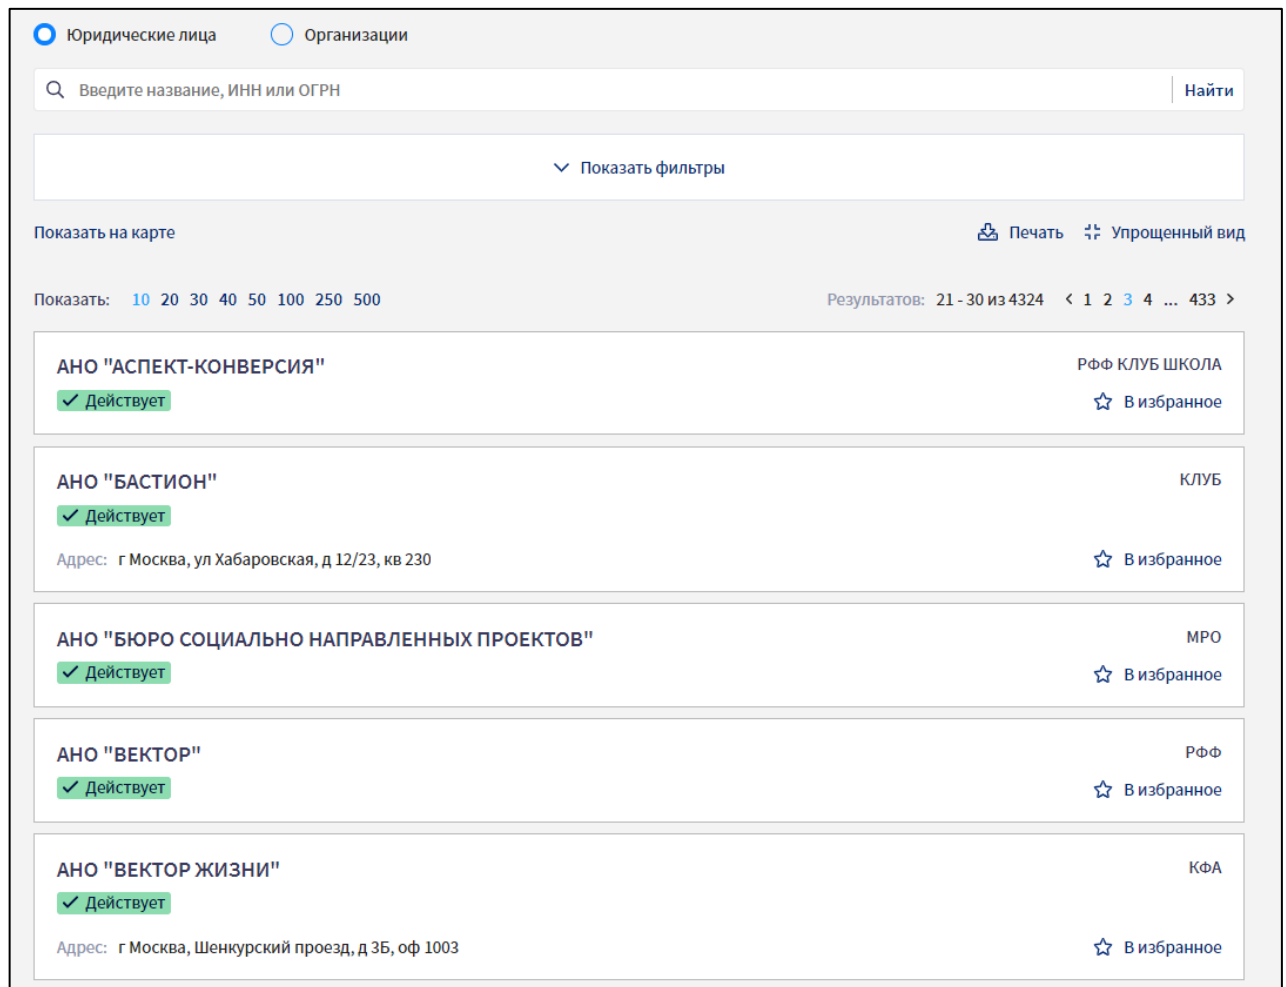 Юридические лица Организации
Введите название, ИНН или ОГРН Найти
Показать фильтры
Показать на карте Печать Упрощенный вид
Показать: 10 20 30 40 50 100 250 500 Результатов: 21 - 30 из 4324 < 1 2 3 4 ... 433 >
АНО "АСПЕКТ-КОНВЕРСИЯ" РФФ КЛУБ ШКОЛА
Действует В избранное
АНО "БАСТИОН" КЛУБ
Действует
Адрес: г Москва, ул Хабаровская, д 12/23, кв 230 В избранное
АНО "БЮРО СОЦИАЛЬНО НАПРАВЛЕННЫХ ПРОЕКТОВ" МРО
Действует В избранное
АНО "ВЕКТОР" РФФ
Действует В избранное
АНО "ВЕКТОР ЖИЗНИ" КФА
Действует
Адрес: г Москва, Шенкурский проезд, д 3Б, оф 1003 В избранное